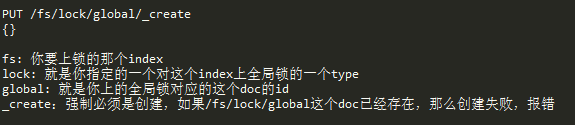 PUT /fs/lock/global/_create
{}
fs: 你要上锁的那个index
lock: 就是你指定的一个对这个index上全局锁的一个type
global: 就是你上的全局锁对应的这个doc的id
_create：强制必须是创建，如果/fs/lock/global这个doc已经存在，那么创建失败，报错